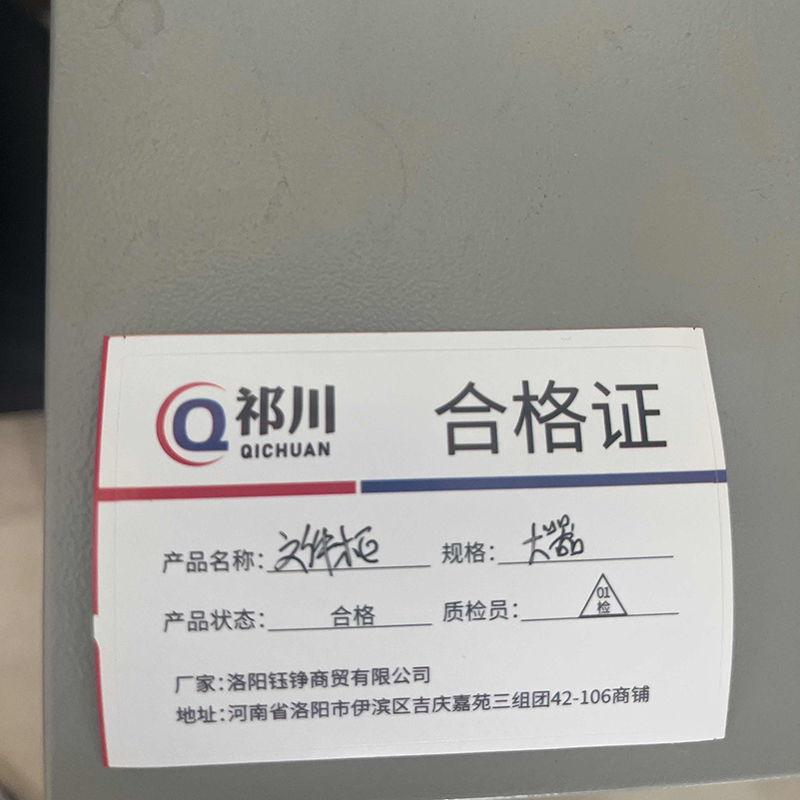 祁川
QICHUAN
合格证
产品名称：文件柜 规格：大器
产品状态：合格 质检员：01检
厂家：洛阳钰铮商贸有限公司
地址：河南省洛阳市伊滨区吉庆嘉苑三组团42-106商铺